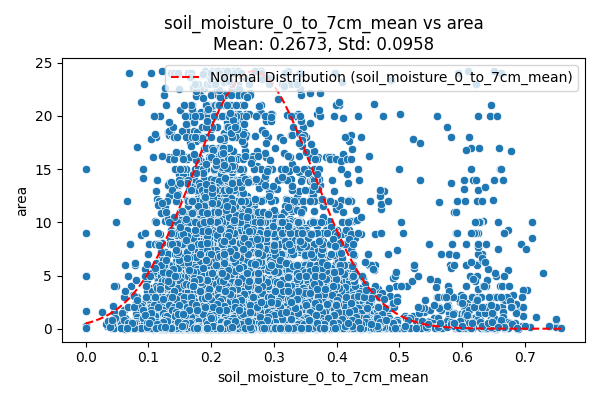 soil_moisture_0_to_7cm_mean vs area
Mean: 0.2673, Std: 0.0958
Normal Distribution (soil_moisture_0_to_7cm_mean)
25
20
15
10
5
0
area
0.0 0.1 0.2 0.3 0.4 0.5 0.6 0.7
soil_moisture_0_to_7cm_mean